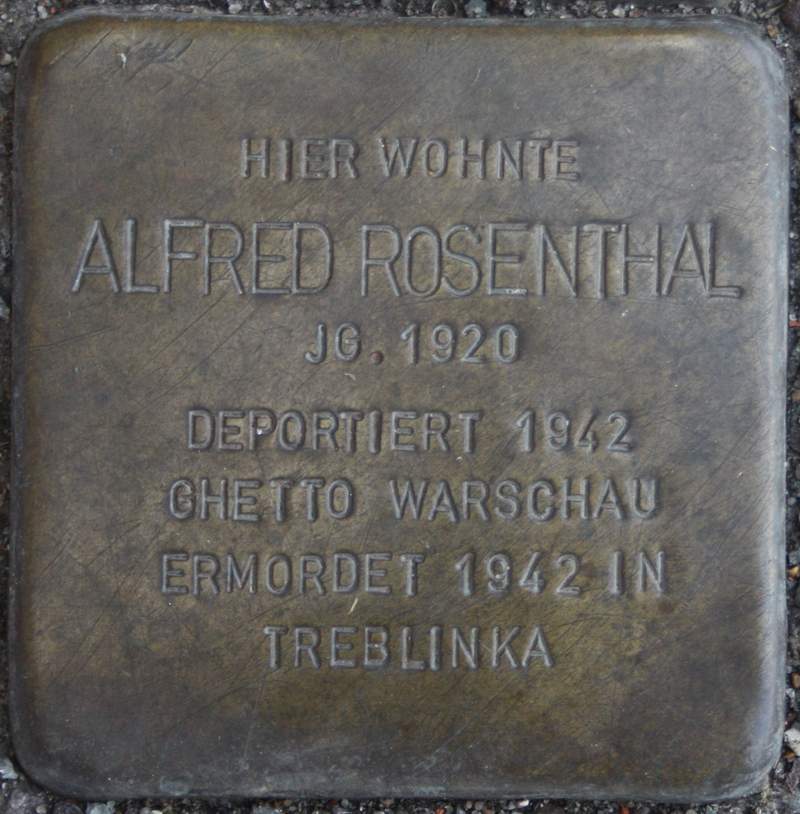 HIER WOHNTE
ALFRED ROSENTHAL
JG. 1920
DEPORTIERT 1942
GHETTO WARSCHAU
ERMORDET 1942 IN
TREBLINKA